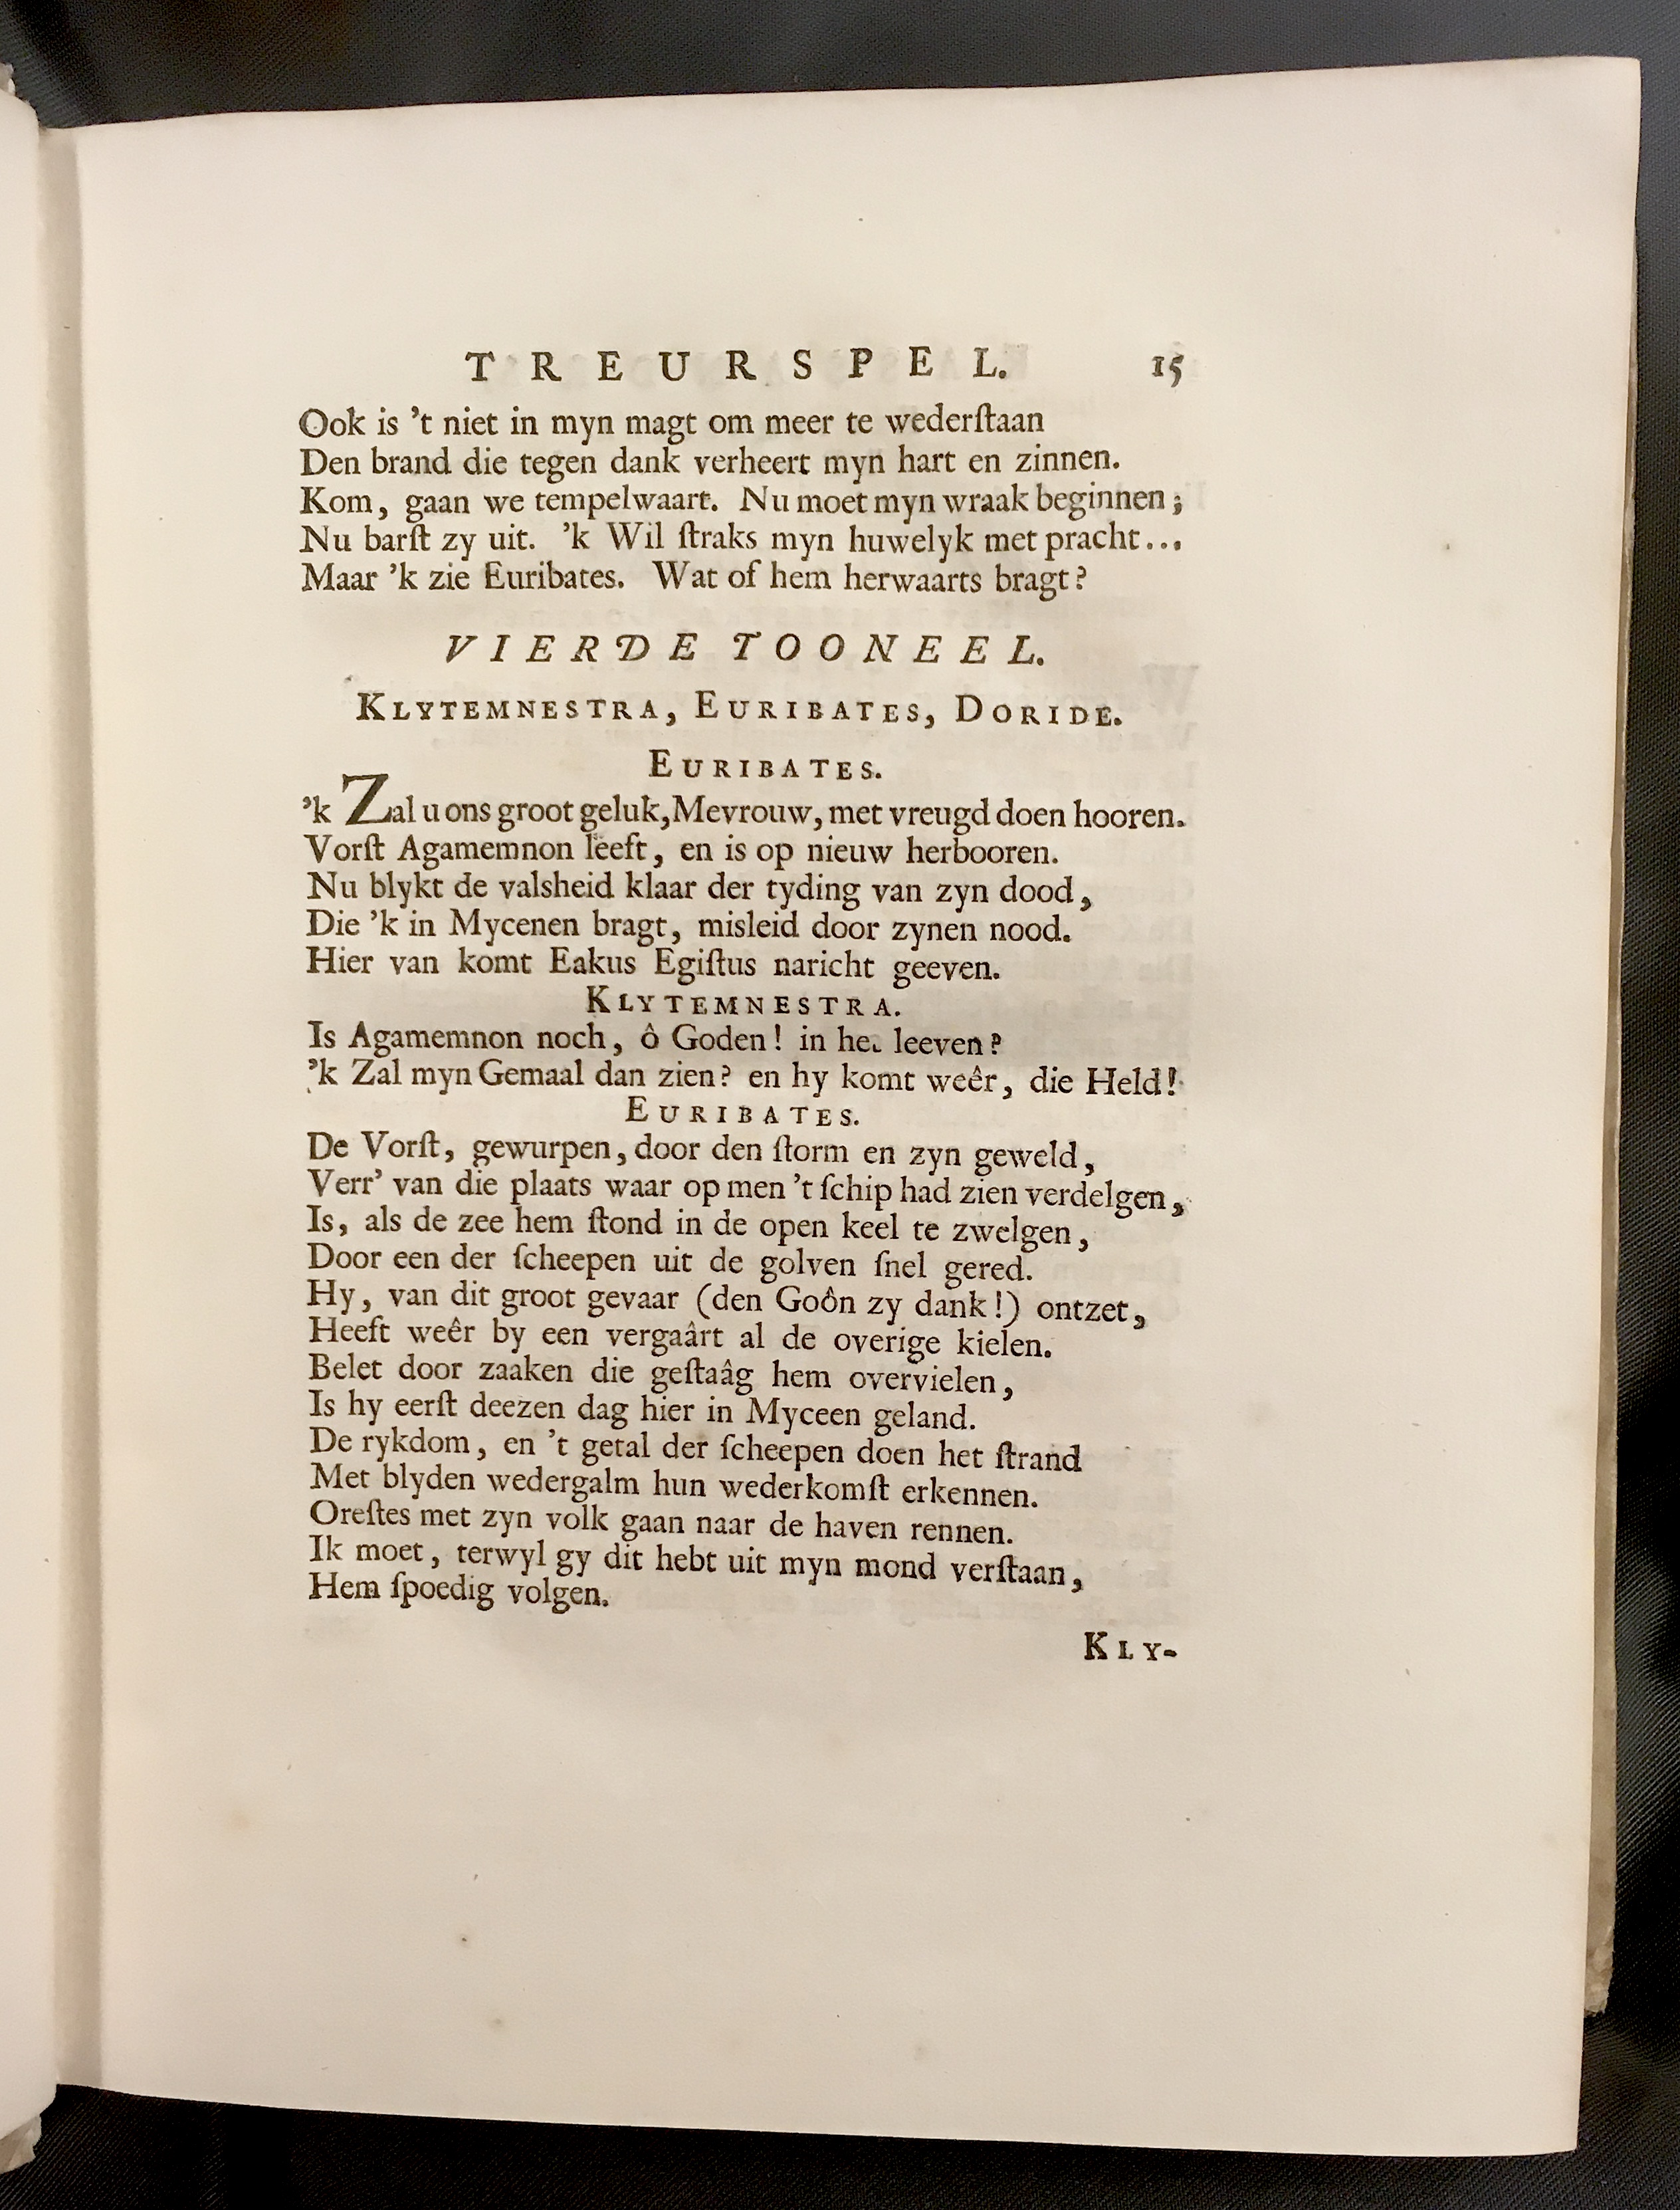 TREURSPEL. 15
Ook is 't niet in myn magt om meer te wederſtaan
Den brand die tegen dank verheert myn hart en zinnen.
Kom, gaan we tempelwaart. Nu moet myn wraak beginnen;
Nu barſt zy uit. 'k Wil ſtraks myn huwelyk met pracht...
Maar 'k zie Euribates. Wat of hem herwaarts bragt?
VIERDE TOONEEL.
KLYTEMNESTRA, EURIBATES, DORIDE.
EURIBATES.
'k Zal u ons groot geluk, Mevrouw, met vreugd doen hooren.
Vorſt Agamemnon leeft, en is op nieuw herbooren.
Nu blykt de valsheid klaar der tyding van zyn dood,
Die 'k in Mycenen bragt, misleid door zynen nood.
Hier van komt Eakus Egiſtus naricht geeven.
KLYTEMNESTRA.
Is Agamemnon noch, ô Goden! in het leeven?
'k Zal myn Gemaal dan zien? en hy komt weêr, die Held!
EURIBATES.
De Vorſt, gewurpen, door den ſtorm en zyn geweld,
Verr' van die plaats waar op men 't ſchip had zien verdelgen,
Is, als de zee hem ſtond in de open keel te zwelgen,
Door een der ſcheepen uit de golven ſnel gered.
Hy, van dit groot gevaar (den Goôn zy dank!) ontzet,
Heeft weêr by een vergaârt al de overige kielen.
Belet door zaaken die geſtaâg hem overvielen,
Is hy eerſt deezen dag hier in Myceen geland.
De rykdom, en 't getal der ſcheepen doen het ſtrand
Met blyden wedergalm hun wederkomſt erkennen.
Oreſtes met zyn volk gaan naar de haven rennen.
Ik moet, terwyl gy dit hebt uit myn mond verſtaan,
Hem ſpoedig volgen.
KLY-